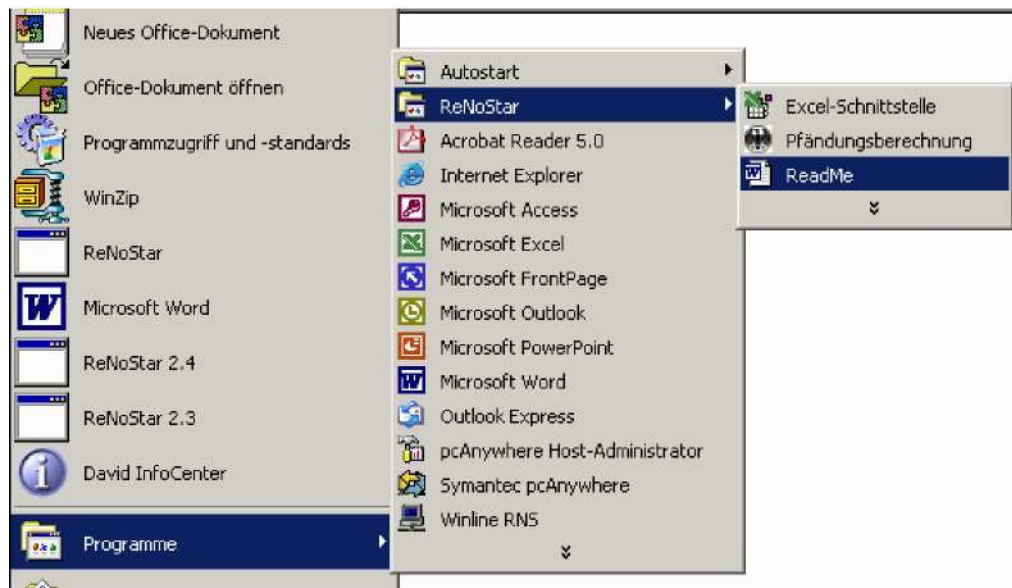 Neues Office-Dokument
Office-Dokument öffnen
Programmzugriff und -standards
WinZip
ReNoStar
Microsoft Word
ReNoStar 2.4
ReNoStar 2.3
David InfoCenter
Programme
Autostart
ReNoStar
Acrobat Reader 5.0
Internet Explorer
Microsoft Access
Microsoft Excel
Microsoft FrontPage
Microsoft Outlook
Microsoft PowerPoint
Microsoft Word
Outlook Express
pcAnywhere Host-Administrator
Symantec pcAnywhere
Winline RNS
Excel-Schnittstelle
Pfändungsberechnung
ReadMe